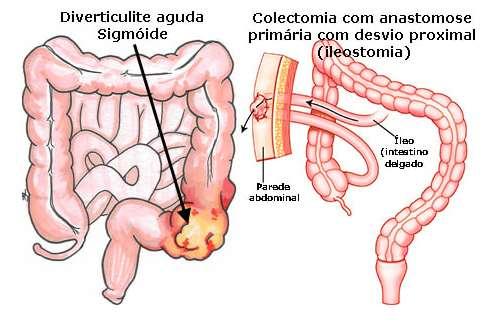 Diverticulite aguda
Sigmóide
Colectomia com anastomose
primária com desvio proximal
(ileostomia)
Íleo
(intestino
delgado
Parede
abdominal